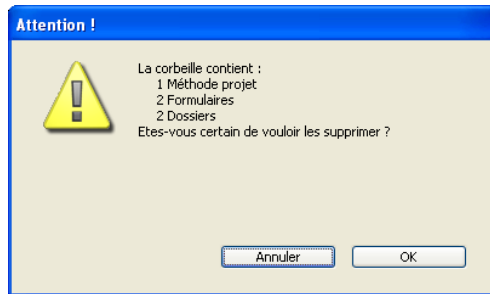 Attention !
La corbeille contient :
1 Méthode projet
2 Formulaires
2 Dossiers
Etes-vous certain de vouloir les supprimer ?
Annuler
OK